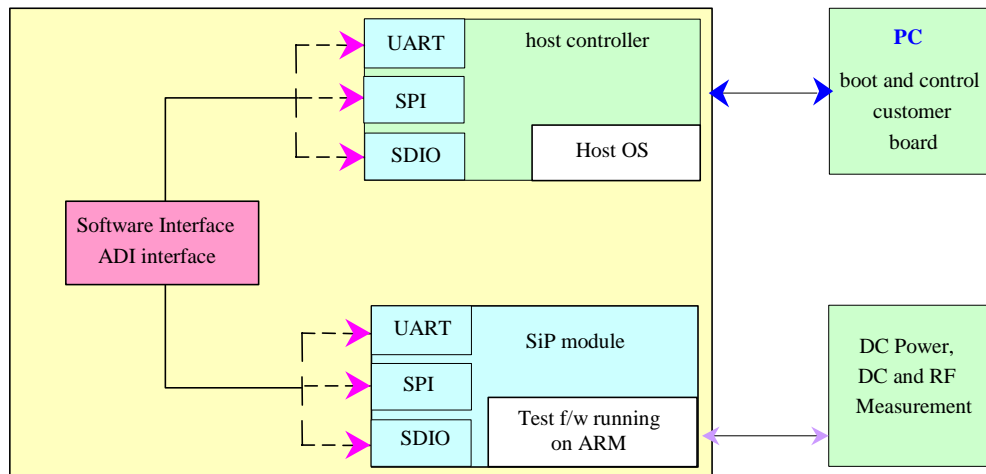 UART
host controller
SPI
SDIO
Host OS
PC
boot and control
customer
board
Software Interface
ADI interface
UART
SiP module
SPI
SDIO
Test f/w running
on ARM
DC Power,
DC and RF
Measurement